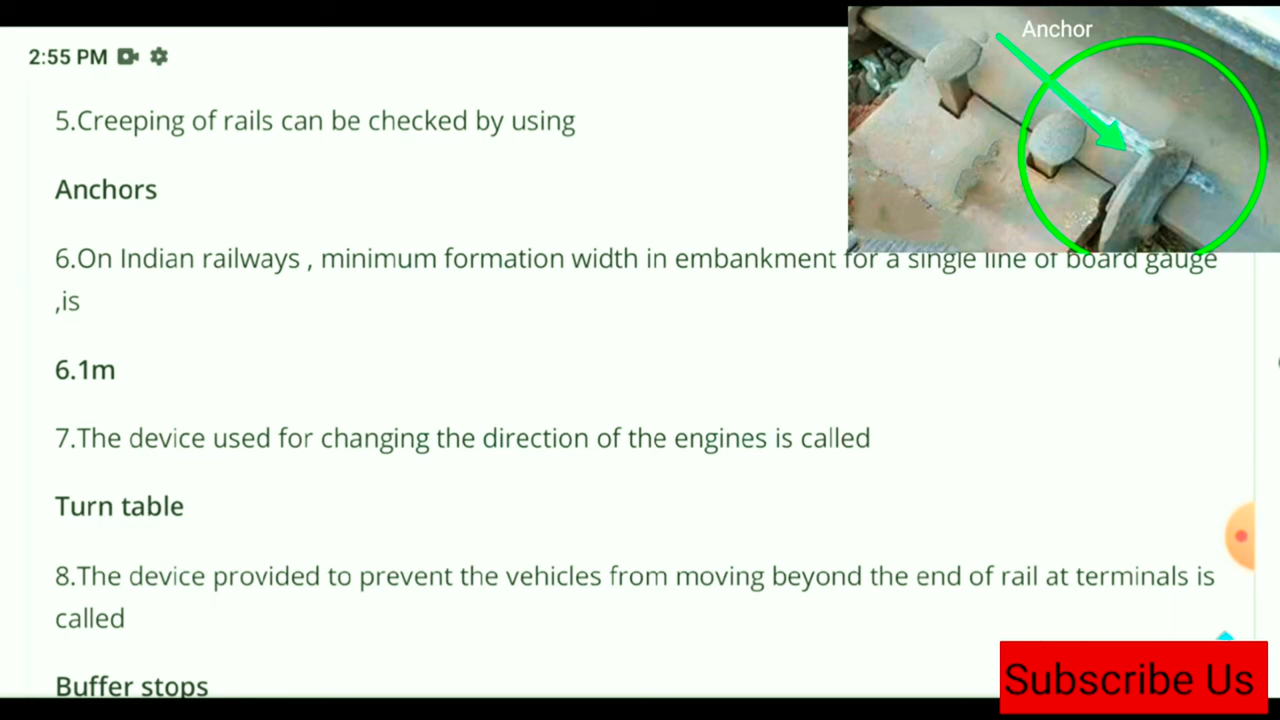 2:55 PM
Anchor
5.Creeping of rails can be checked by using
Anchors
6.On Indian railways , minimum formation width in embankment for a single line of board gauge
,is
6.1m
7.The device used for changing the direction of the engines is called
Turn table
8.The device provided to prevent the vehicles from moving beyond the end of rail at terminals is
called
Buffer stops
Subscribe Us